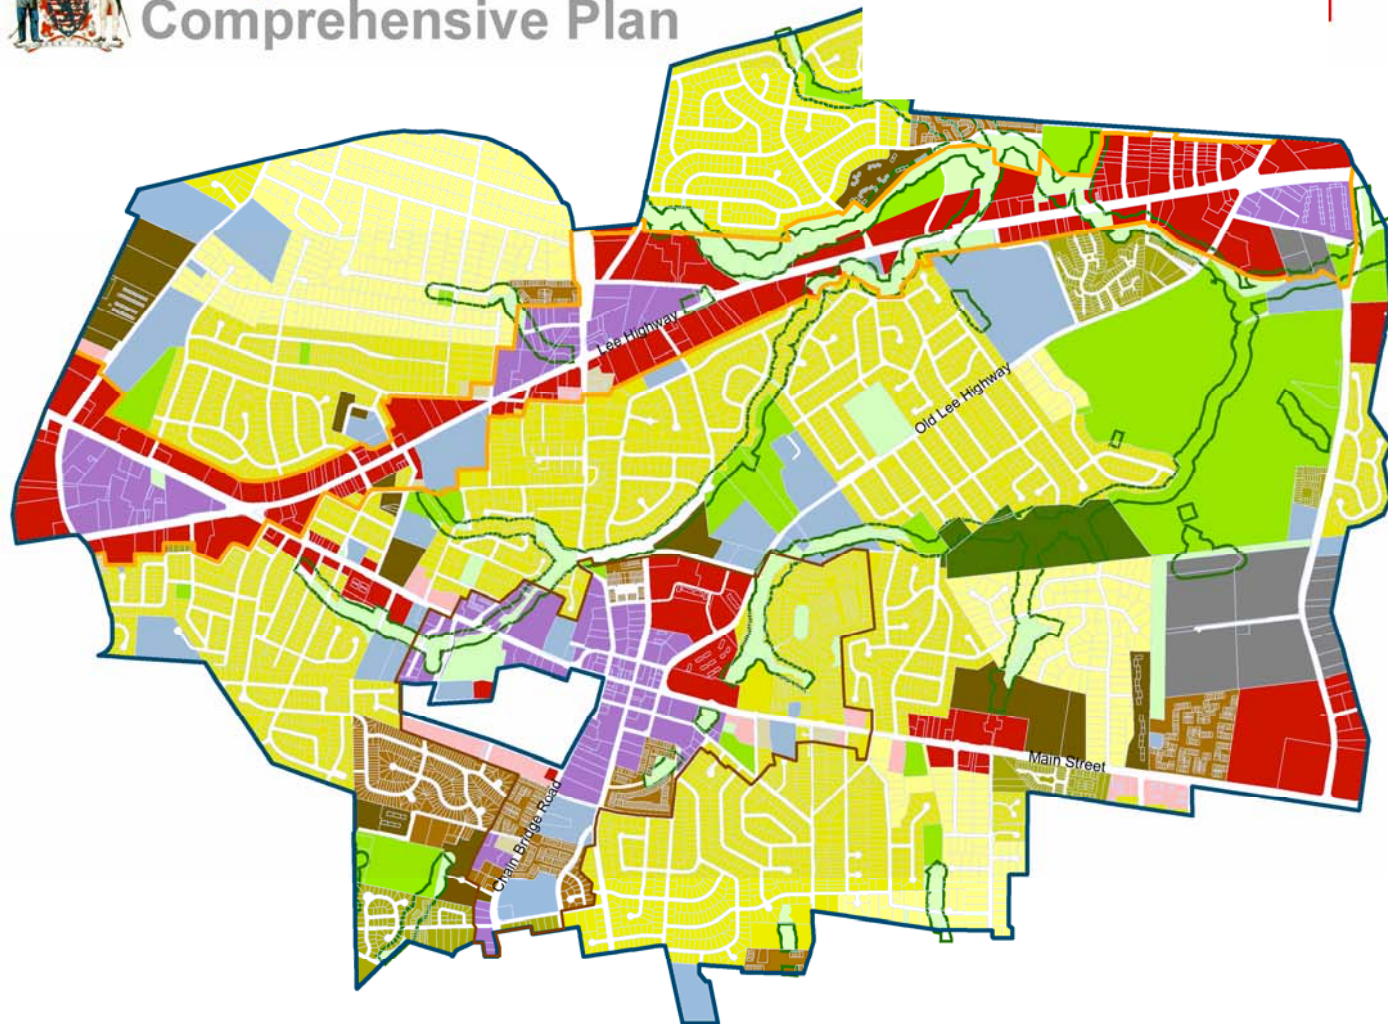 Comprehensive Plan
Lee Highway
Old Lee Highway
Main Street
Chain Bridge Road